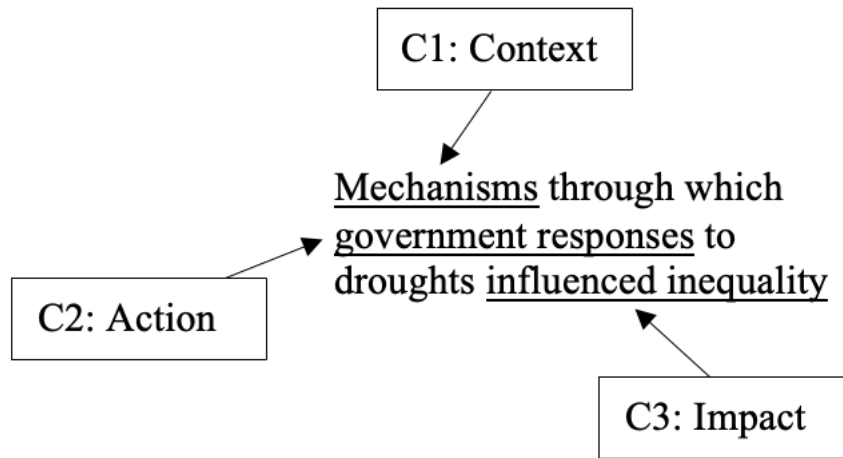 C1: Context
Mechanisms through which
government responses to
droughts influenced inequality
C2: Action
C3: Impact